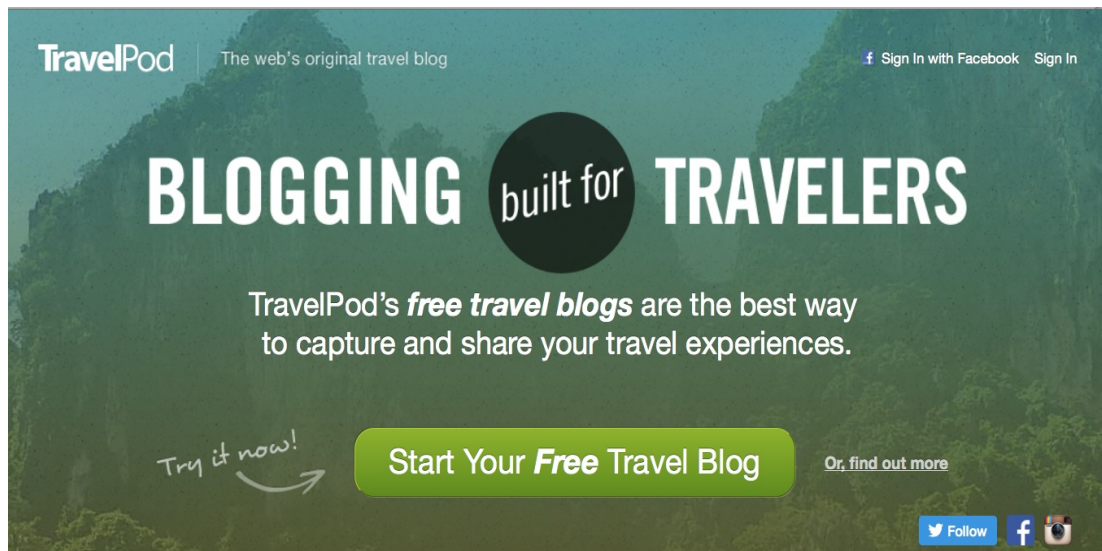 TravelPod
The web's original travel blog
Sign In with Facebook
Sign In
BLOGGING built for TRAVELERS
TravelPod's free travel blogs are the best way
to capture and share your travel experiences.
Try it now!
Start Your Free Travel Blog
Or, find out more
Follow